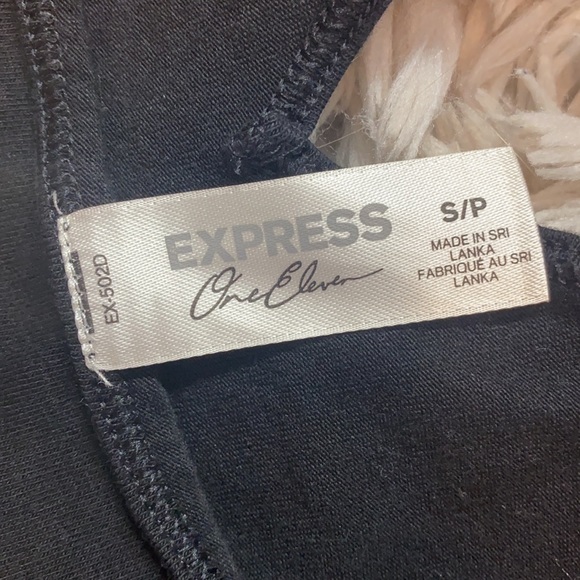 EX-502D
EXPRESS
One Eleven
S/P
MADE IN SRI
LANKA
FABRIQUÉ AU SRI
LANKA